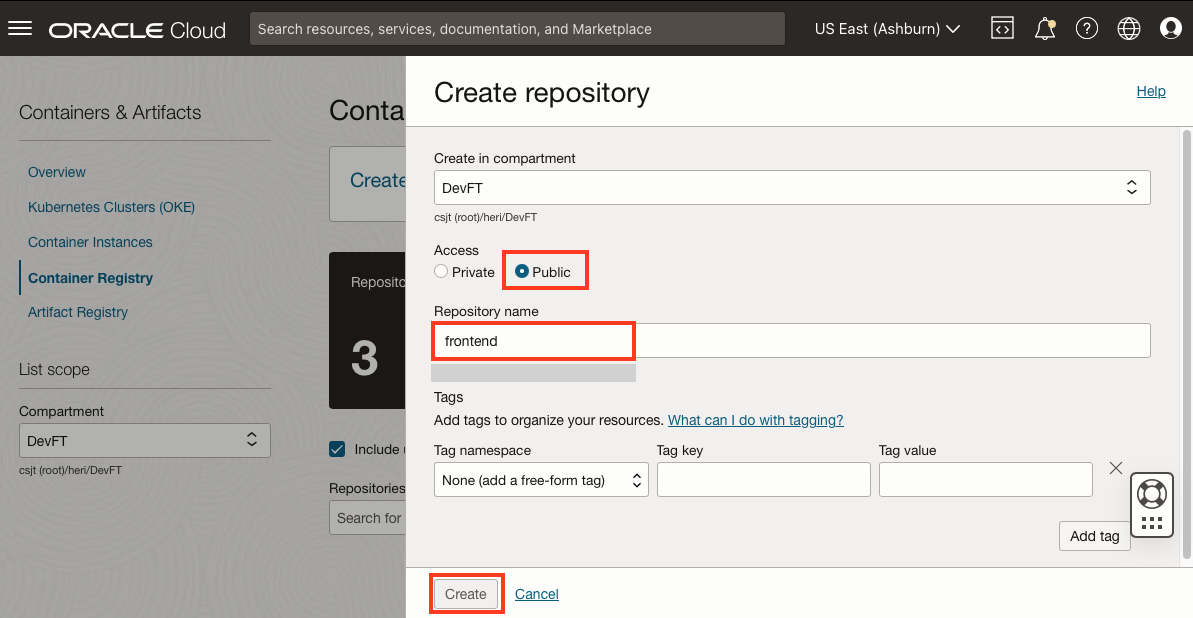 ORACLE Cloud
Search resources, services, documentation, and Marketplace
US East (Ashburn)
Containers & Artifacts
Overview
Kubernetes Clusters (OKE)
Container Instances
Container Registry
Artifact Registry
List scope
Compartment
DevFT
csjt (root)/heri/DevFT
Conta
Create
Reposito
3
Include
Repositories
Search for
Create repository
Help
Create in compartment
DevFT
csjt (root)/heri/DevFT
Access
Private
Public
Repository name
frontend
Tags
Add tags to organize your resources. What can I do with tagging?
Tag namespace
Tag key
Tag value
None (add a free-form tag)
Add tag
Create
Cancel